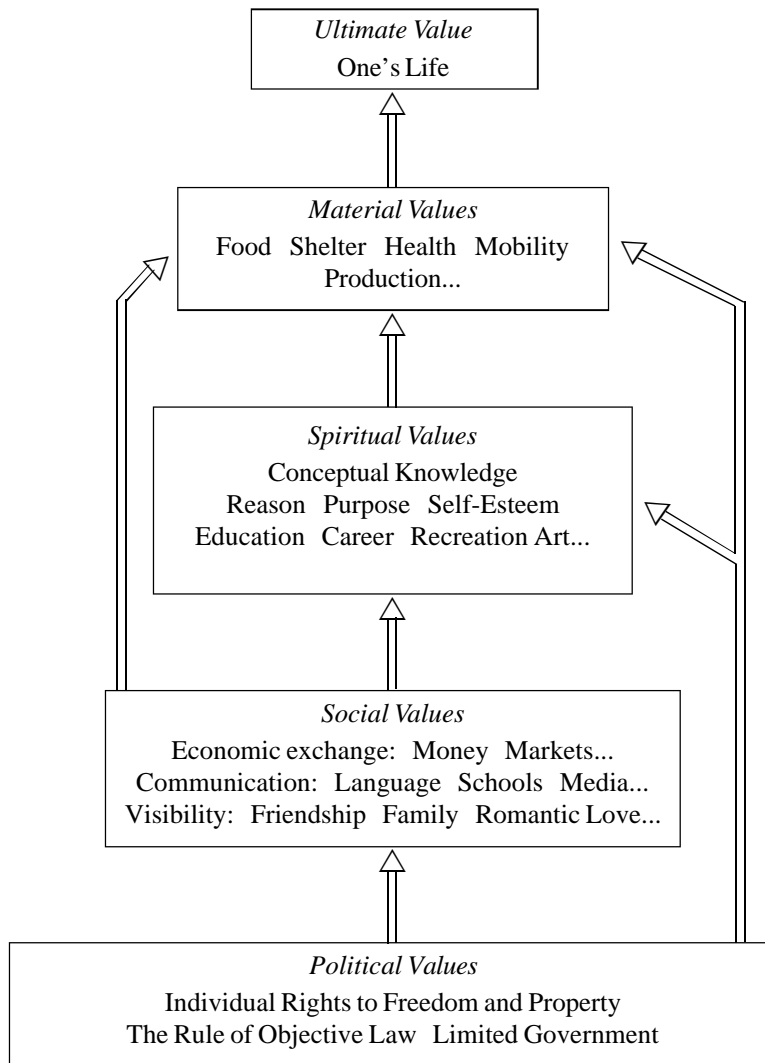 Ultimate Value
One's Life
Material Values
Food Shelter Health Mobility
Production...
Spiritual Values
Conceptual Knowledge
Reason Purpose Self-Esteem
Education Career Recreation Art...
Social Values
Economic exchange: Money Markets...
Communication: Language Schools Media...
Visibility: Friendship Family Romantic Love...
Political Values
Individual Rights to Freedom and Property
The Rule of Objective Law Limited Government